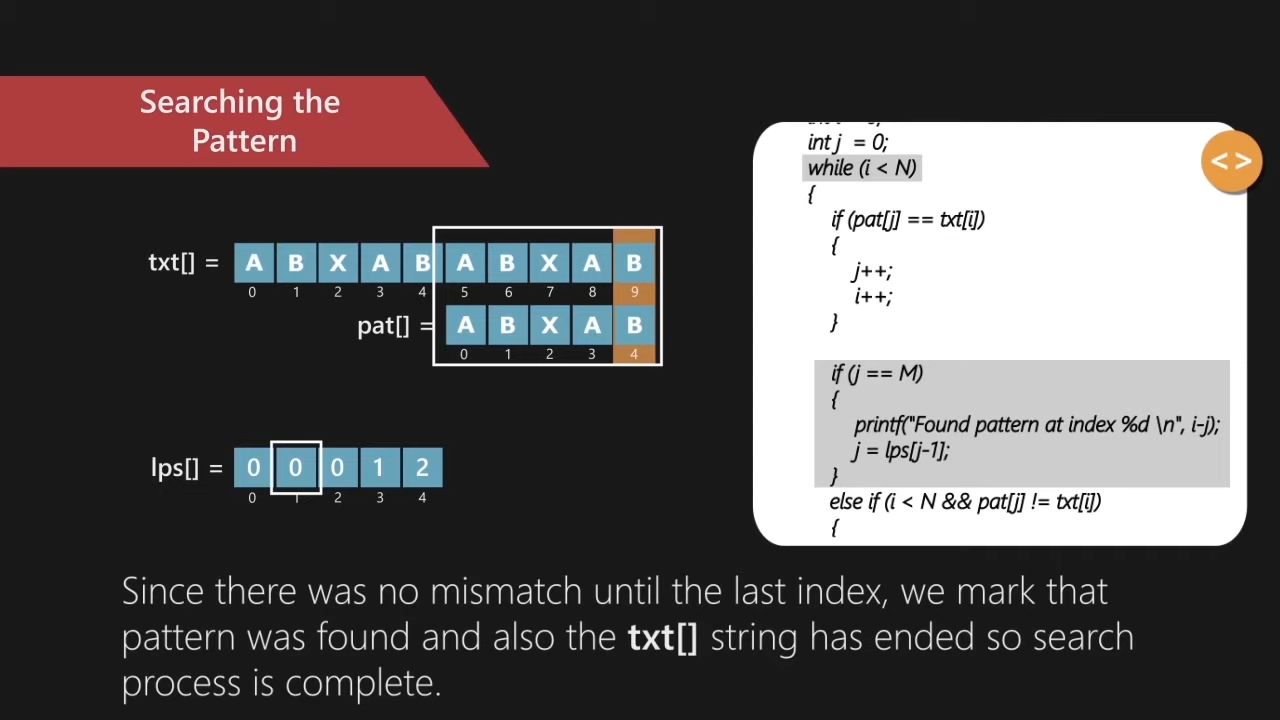 Searching the
Pattern
txt[] = A B X A B A B X A B
0 1 2 3 4 5 6 7 8 9
pat[] = A B X A B
0 1 2 3 4
lps[] = 0 0 0 1 2
0 1 2 3 4
int j = 0;
while (i < N)
{
if (pat[j] == txt[i])
{
j++;
i++;
}
if (j == M)
{
printf("Found pattern at index %d \n", i-j);
j = lps[j-1];
}
else if (i < N && pat[j] != txt[i])
{
< >
Since there was no mismatch until the last index, we mark that
pattern was found and also the txt[] string has ended so search
process is complete.